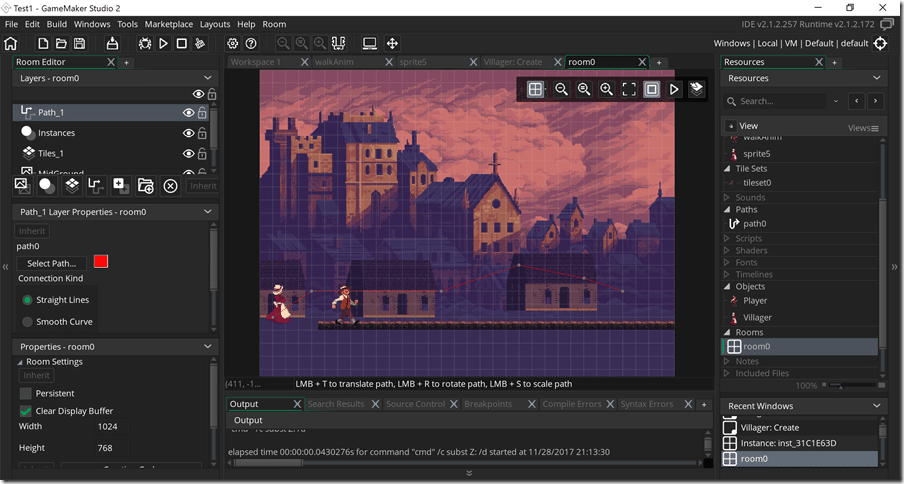 Test1 - GameMaker Studio 2
File Edit Build Windows Tools Marketplace Layouts Help Room
IDE v2.1.2.257 Runtime v2.1.2.172
Windows | Local | VM | Default | default
Room Editor
Layers - room0
Path_1
Instances
Tiles_1
MidGround
Inherit
Path_1 Layer Properties - room0
Inherit
path0
Select Path...
Connection Kind
Straight Lines
Smooth Curve
Properties - room0
Room Settings
Inherit
Persistent
Clear Display Buffer
Width 1024
Height 768
Workspace 1 walkAnim sprite5 Villager: Create room0
(411, -1...
LMB + T to translate path, LMB + R to rotate path, LMB + S to scale path
Output Search Results Source Control Breakpoints Compile Errors Syntax Errors
Output
elapsed time 00:00:00.0430276s for command "cmd" /c subst Z: /d started at 11/28/2017 21:13:30
Resources
Resources
Search...
View Views
walkAnim
sprite5
Tile Sets
tileset0
Sounds
Paths
path0
Scripts
Shaders
Fonts
Timelines
Objects
Player
Villager
Rooms
room0
Notes
Included Files
100%
Recent Windows
Villager: Create
Instance: inst_31C1E63D
room0